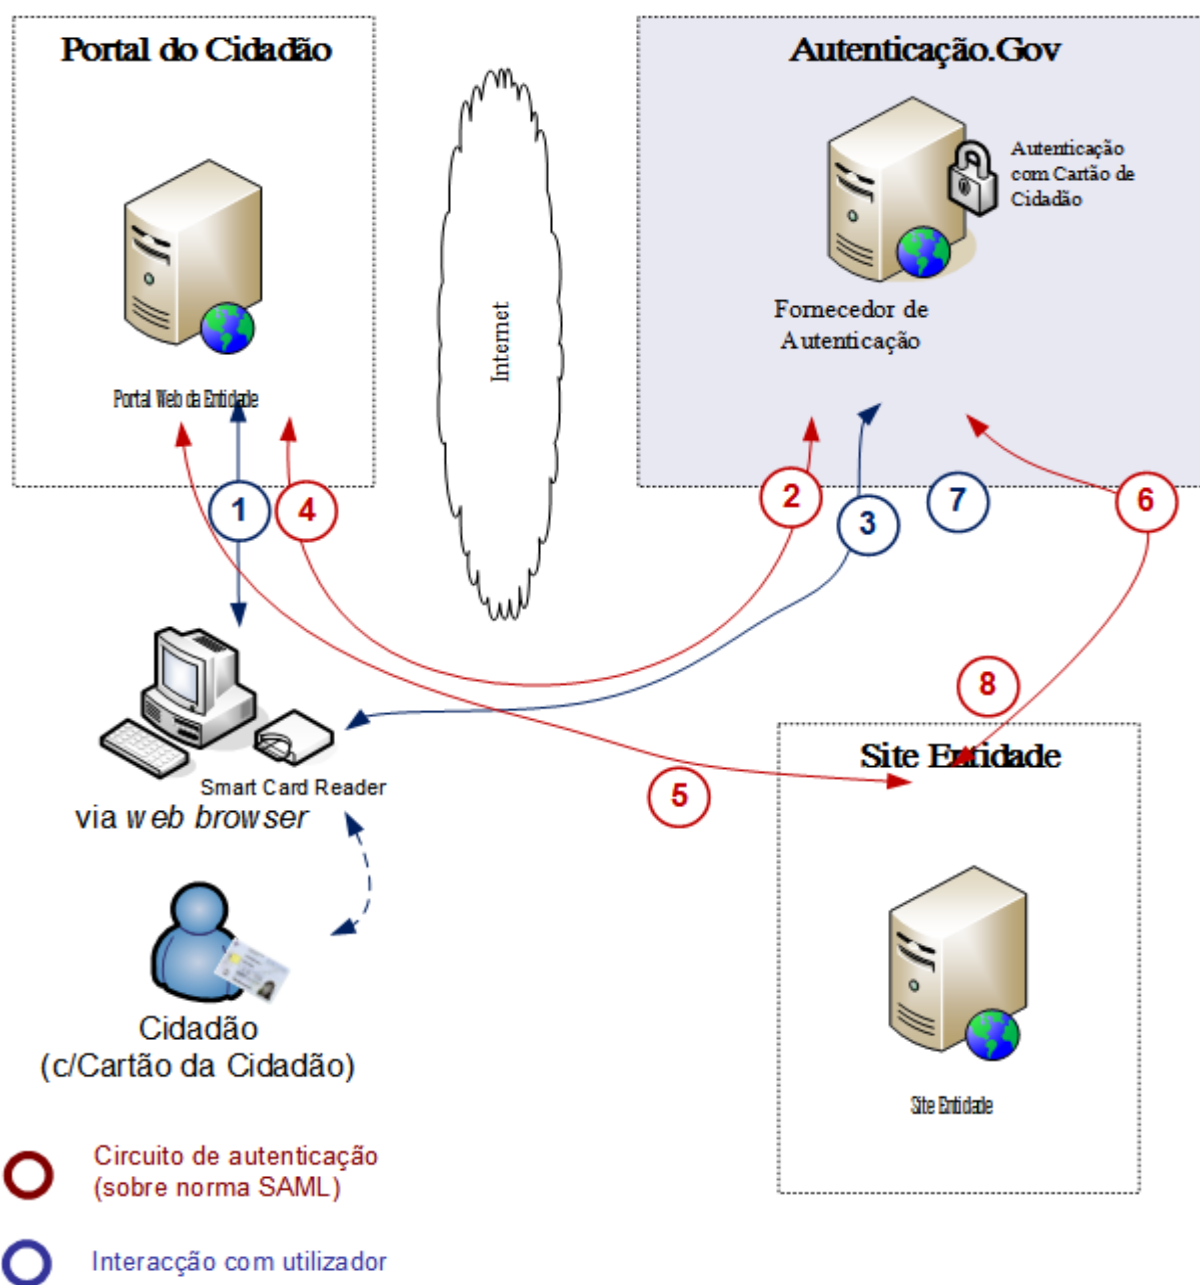 Portal do Cidadão
Autenticação.Gov
Autenticação
com Cartão de
Cidadão
Fornecedor de
Autenticação
Internet
Portal Web da Entidade
1
4
2
3
7
6
8
5
Smart Card Reader
via web browser
Site Entidade
Cidadão
(c/Cartão da Cidadão)
Site Entidade
Circuito de autenticação
(sobre norma SAML)
Interacção com utilizador